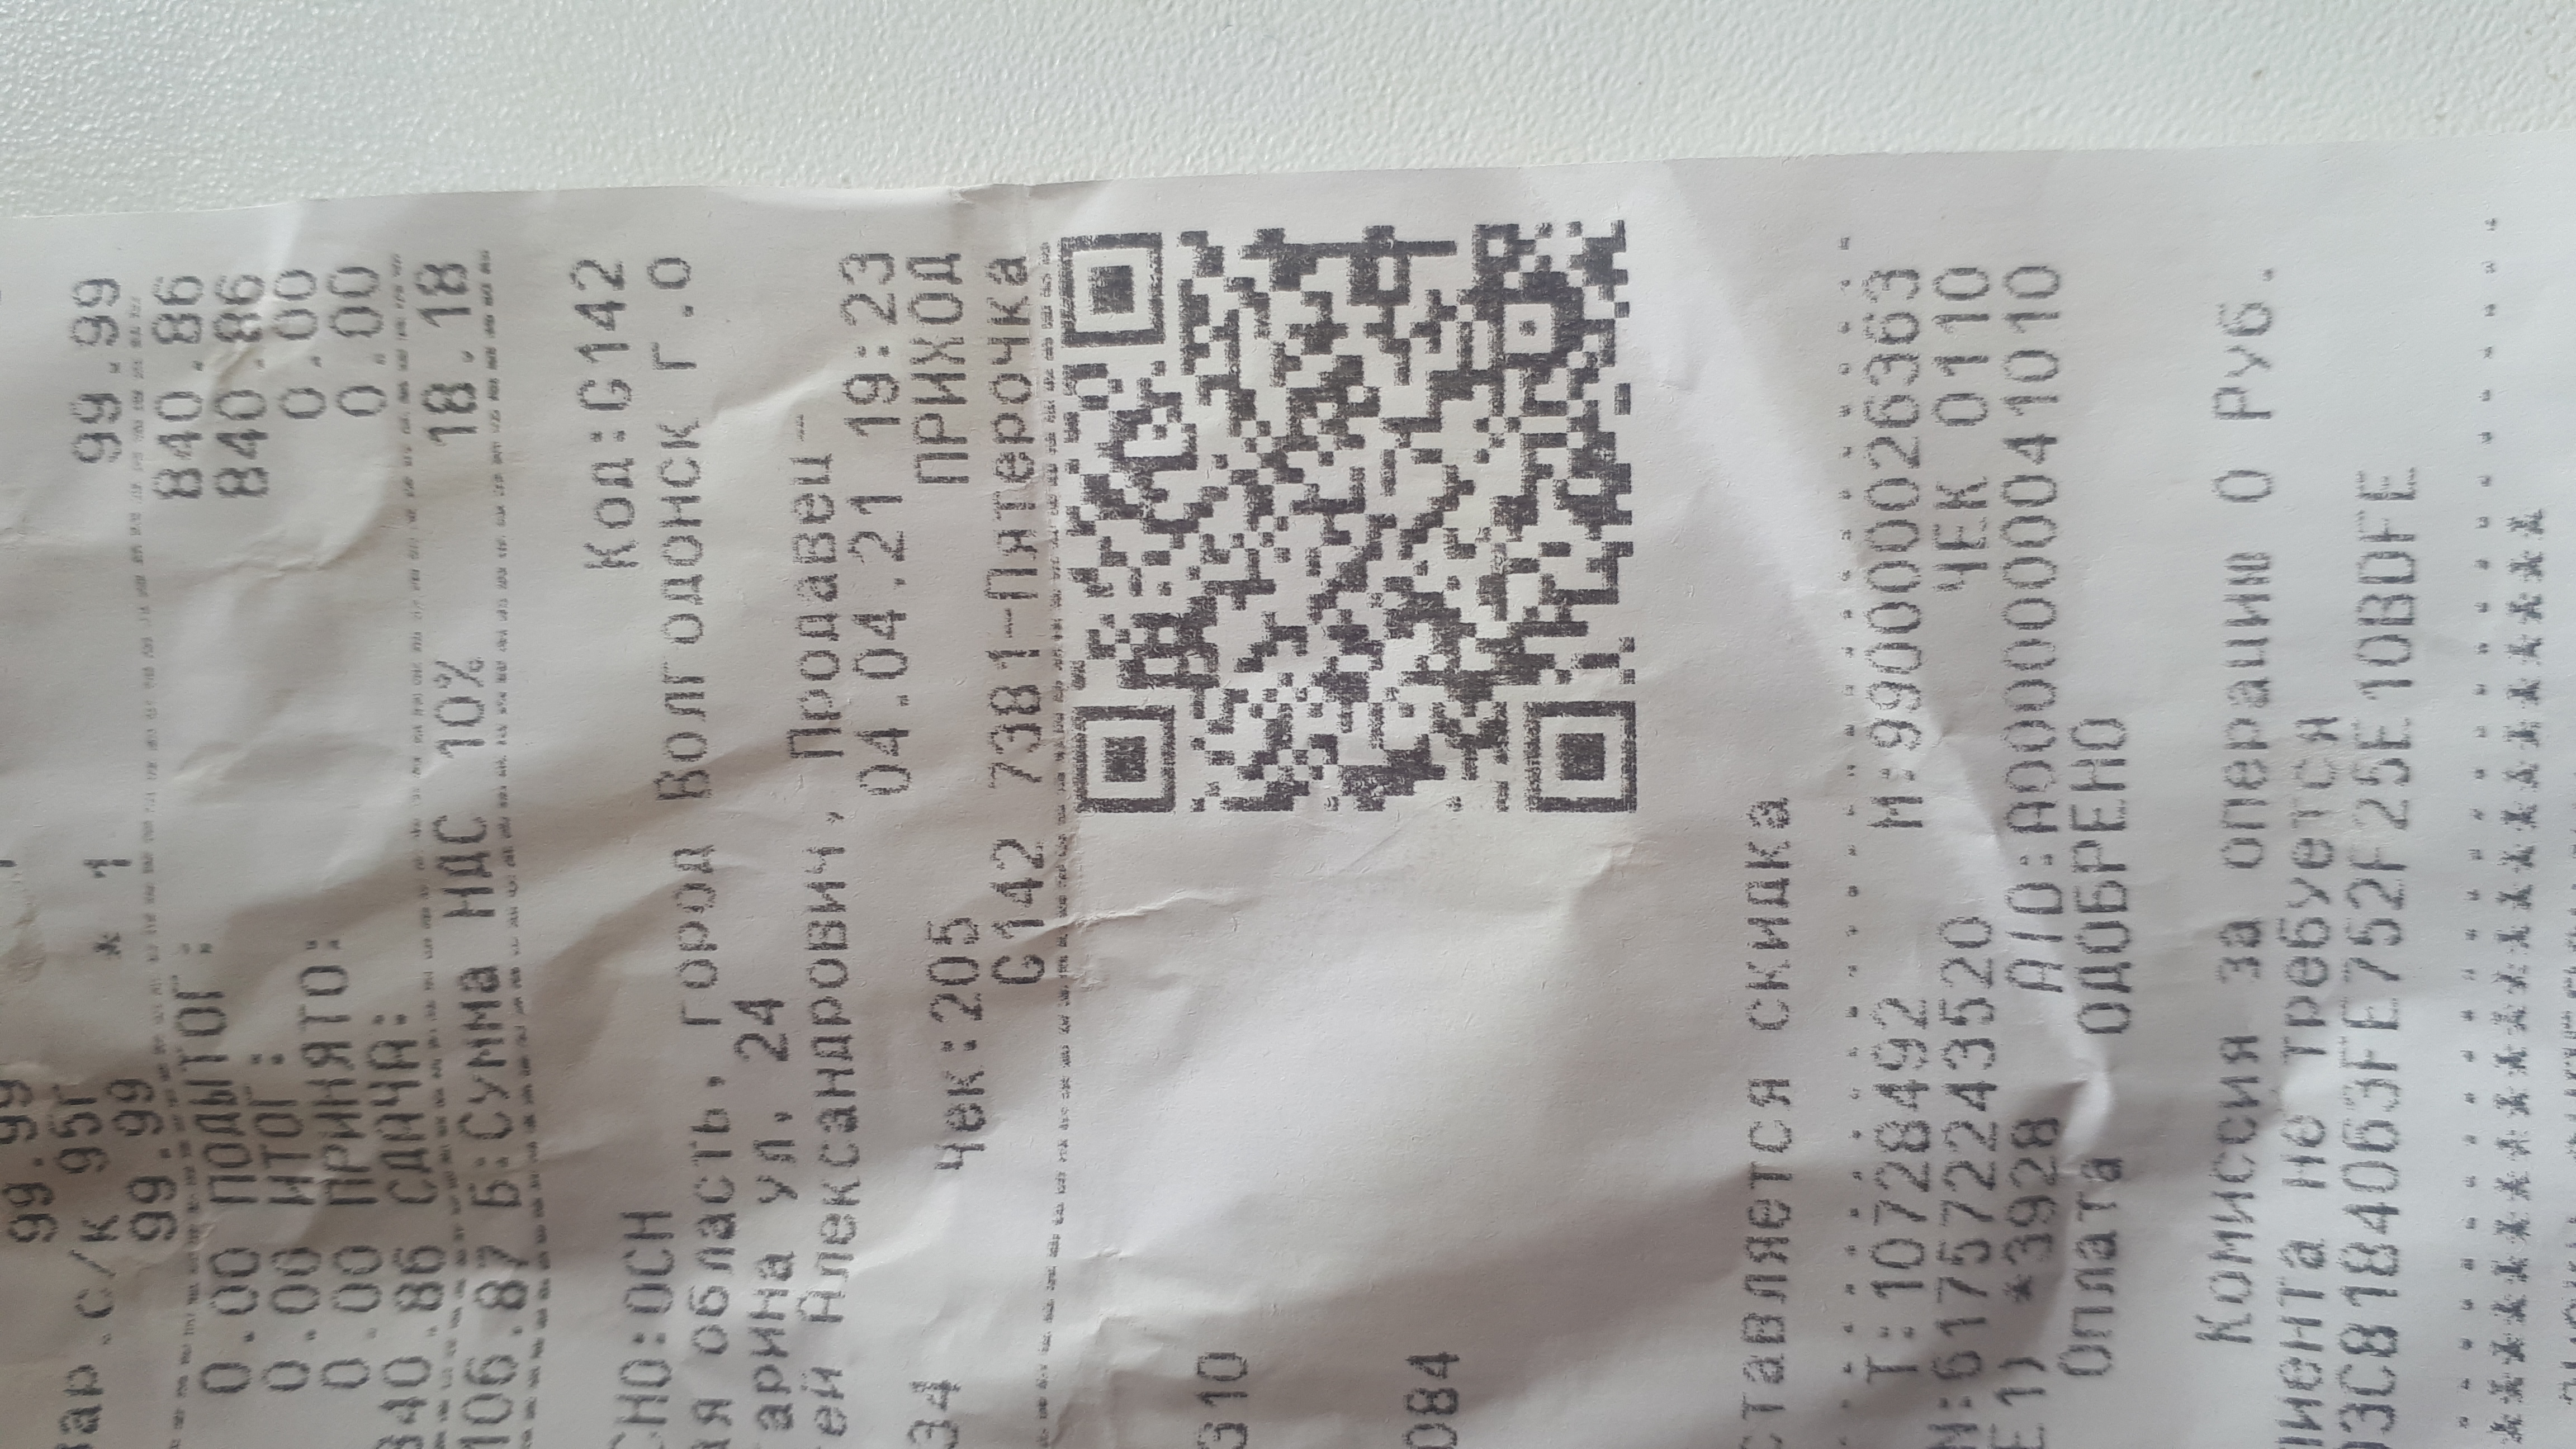 99.99
вар.с/к 95г
99.99 * 1 99.99
0.00 ПОДЫТОГ: 840.86
0.00 ИТОГ: 840.86
0.00 ПРИНЯТО: 0.00
840.86 СДАЧА: 0.00
106.87 Б:Сумма НДС 10% 18.18
СНО:ОСН Код:G142
ая область, город Волгодонск г.о
гарина ул, 24
ей Александрович, Продавец-
04.04.21 19:23
34 Чек:205 ПРИХОД
G142 7381-Пятерочка
310
084
ставляется скидка
Т:10728492 М:990000026363
N:617572243520 ЧЕК 0110
E1) *3928 AID:A0000000041010
Оплата ОДОБРЕНО
Комиссия за операцию 0 Руб.
лиента не требуется
03CB184063FE752F25E10BDFE
*********************